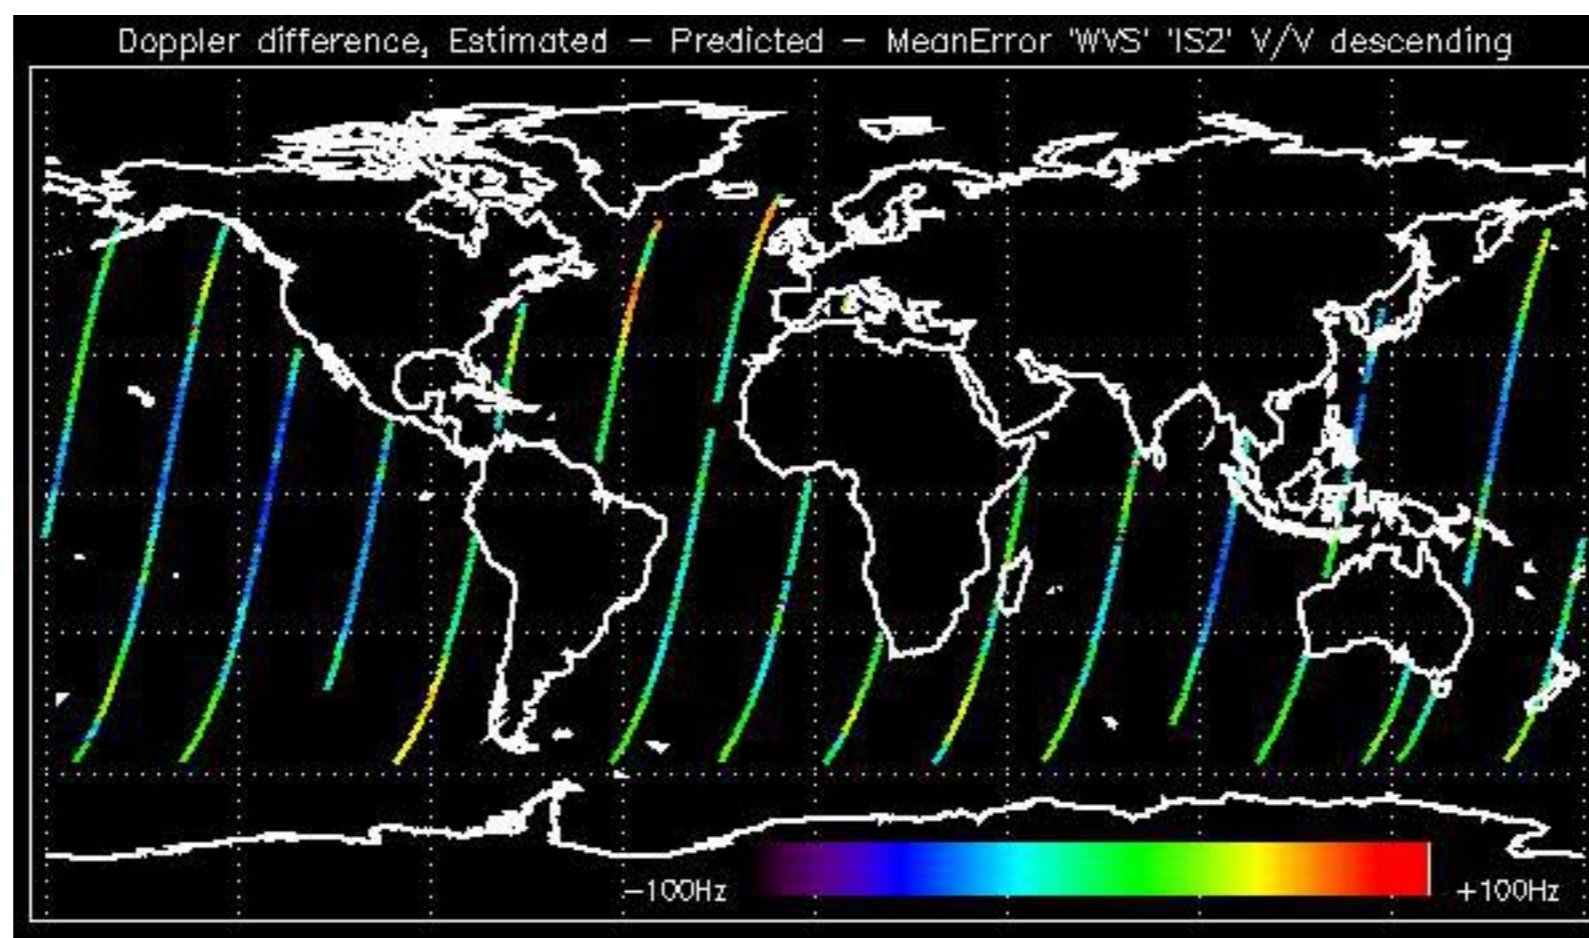 Doppler difference, Estimated – Predicted – MeanError 'WVS' 'IS2' V/V descending
–100Hz
+100Hz